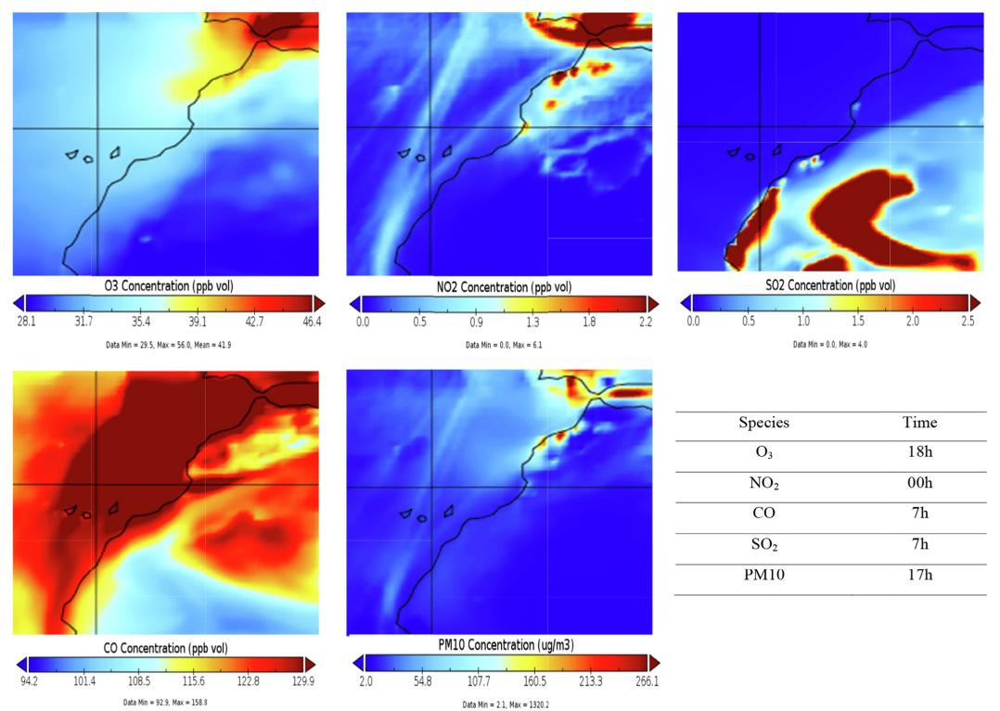 O3 Concentration (ppb vol)
28.1 31.7 35.4 39.1 42.7 46.4
Data Min = 29.5, Max = 56.0, Mean = 41.9
NO2 Concentration (ppb vol)
0.0 0.5 0.9 1.3 1.8 2.2
Data Min = 0.0, Max = 6.1
SO2 Concentration (ppb vol)
0.0 0.5 1.0 1.5 2.0 2.5
Data Min = 0.0, Max = 4.0
CO Concentration (ppb vol)
94.2 101.4 108.5 115.6 122.8 129.9
Data Min = 92.9, Max = 158.8
PM10 Concentration (ug/m3)
2.0 54.8 107.7 160.5 213.3 266.1
Data Min = 2.1, Max = 1320.2
Species Time
O₃ 18h
NO₂ 00h
CO 7h
SO₂ 7h
PM10 17h